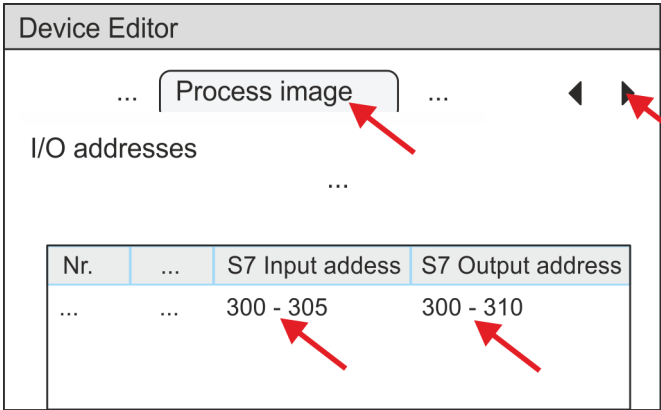 Device Editor
... Process image ...
I/O addresses
...
Nr. ... S7 Input addess S7 Output address
... ... 300 - 305 300 - 310